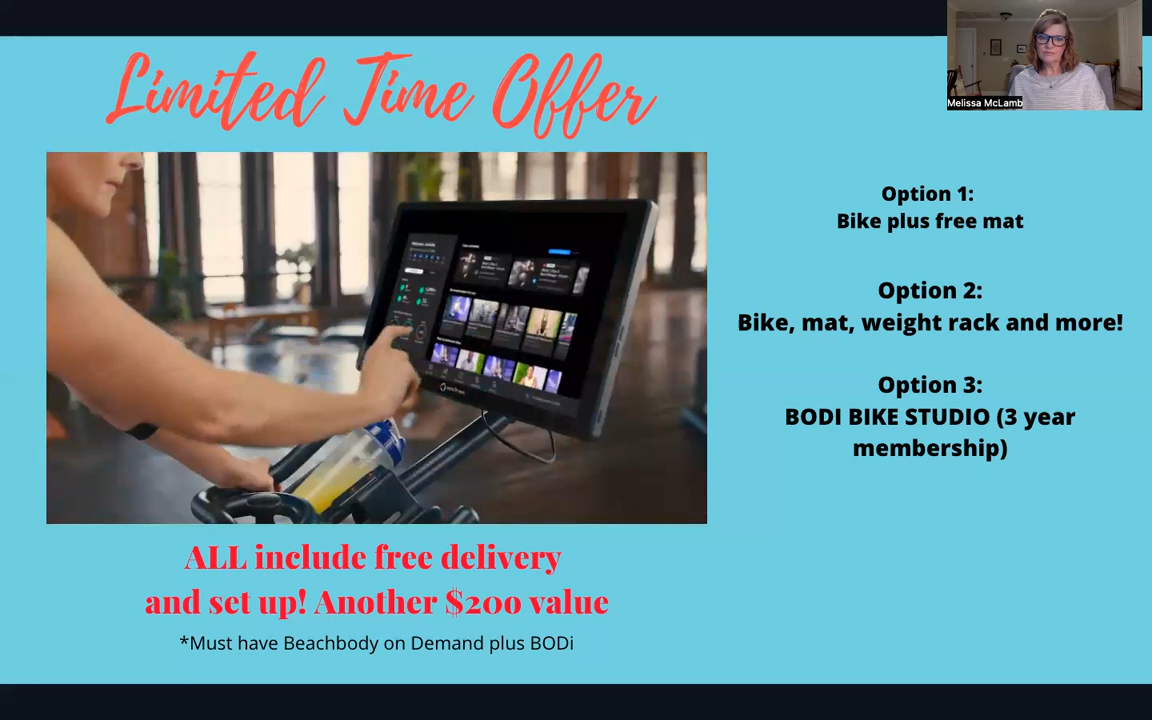 Limited Time Offer
Melissa McLamb
Option 1:
Bike plus free mat
Option 2:
Bike, mat, weight rack and more!
Option 3:
BODI BIKE STUDIO (3 year
membership)
ALL include free delivery
and set up! Another $200 value
*Must have Beachbody on Demand plus BODi